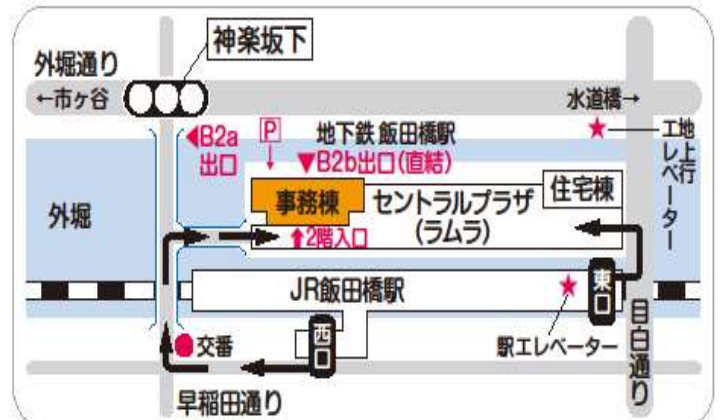 神楽坂下
外堀通り
←市ヶ谷
水道橋→
◀B2a
出口
P
地下鉄 飯田橋駅
▼B2b出口(直結)
★
地上行
エレベーター
外堀
事務棟
セントラルプラザ
(ラムラ)
住宅棟
↑2階入口
JR飯田橋駅
★
東口
西口
交番
駅エレベーター
目白通り
早稲田通り